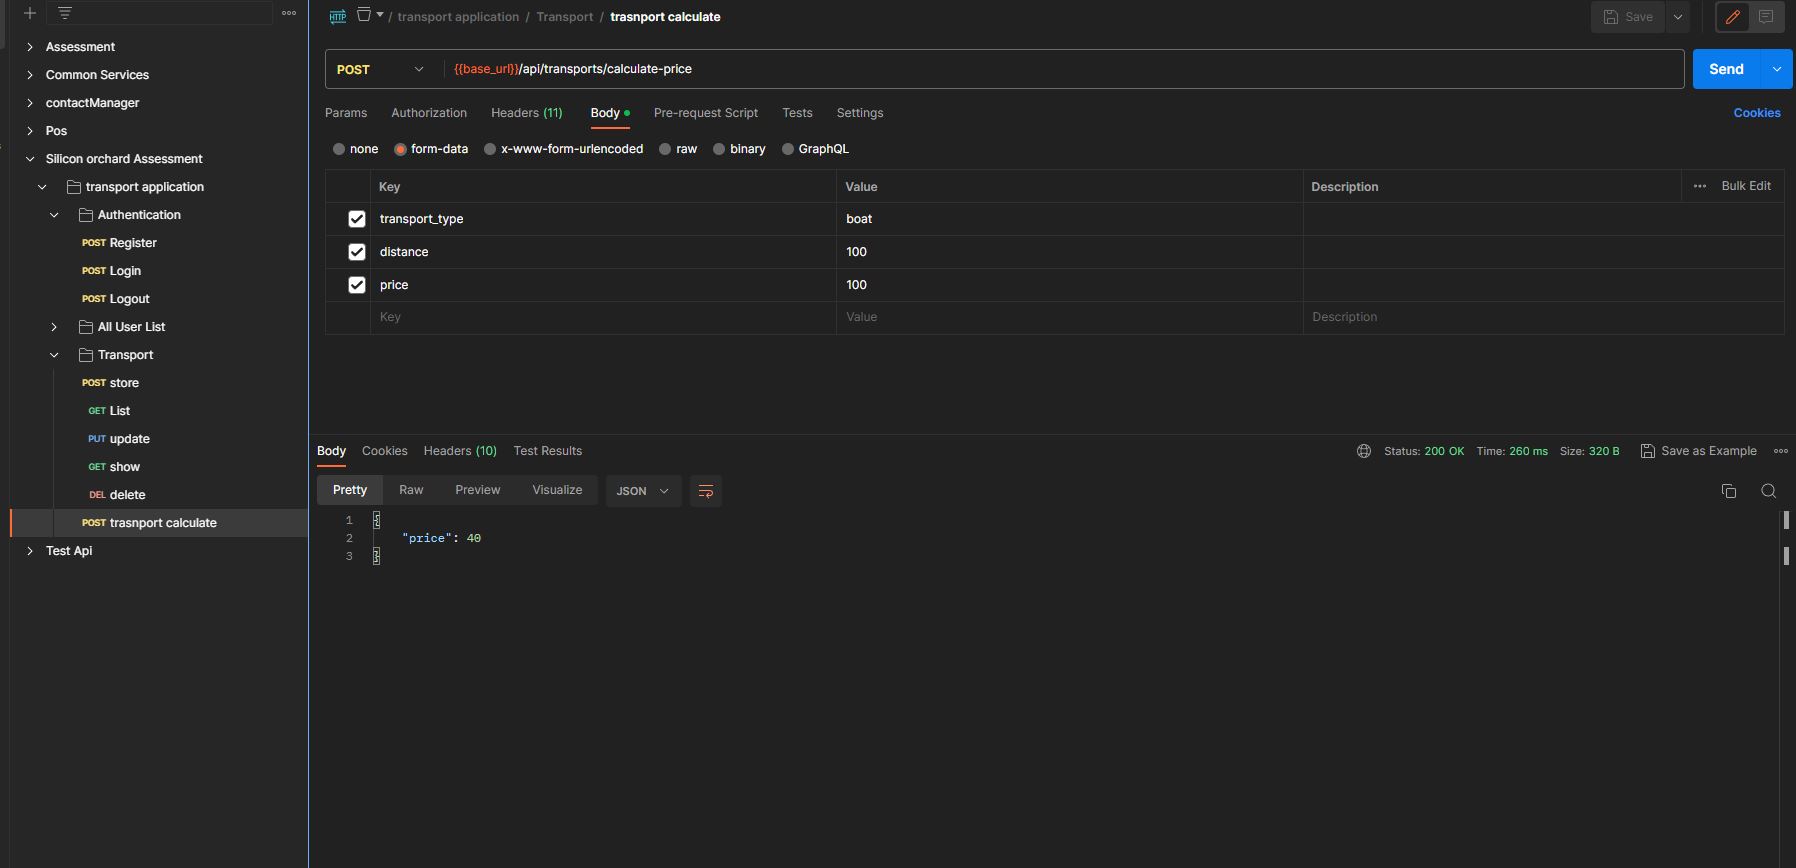 HTTP / transport application / Transport / trasnport calculate
Save
Assessment
Common Services
contactManager
Pos
Silicon orchard Assessment
transport application
Authentication
POST Register
POST Login
POST Logout
All User List
Transport
POST store
GET List
PUT update
GET show
DEL delete
POST trasnport calculate
Test Api
POST {{base_url}}/api/transports/calculate-price
Send
Params Authorization Headers (11) Body Pre-request Script Tests Settings Cookies
none form-data x-www-form-urlencoded raw binary GraphQL
Key Value Description Bulk Edit
transport_type boat
distance 100
price 100
Key Value Description
Body Cookies Headers (10) Test Results Status: 200 OK Time: 260 ms Size: 320 B Save as Example
Pretty Raw Preview Visualize JSON
1 {
2 "price": 40
3 }